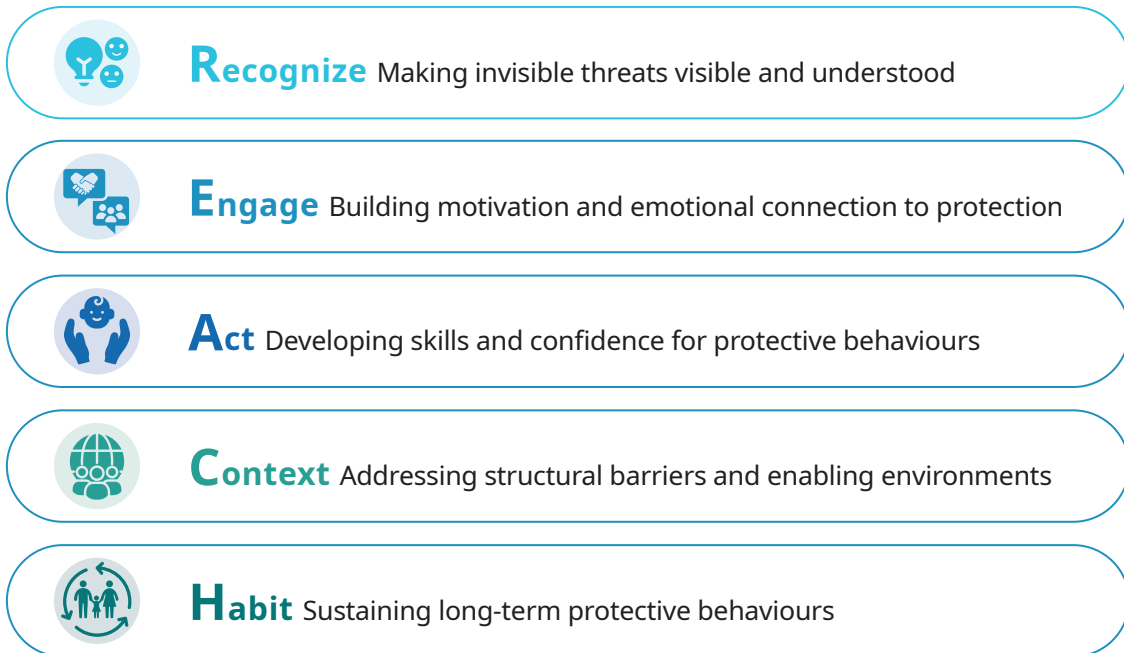 Recognize Making invisible threats visible and understood
Engage Building motivation and emotional connection to protection
Act Developing skills and confidence for protective behaviours
Context Addressing structural barriers and enabling environments
Habit Sustaining long-term protective behaviours